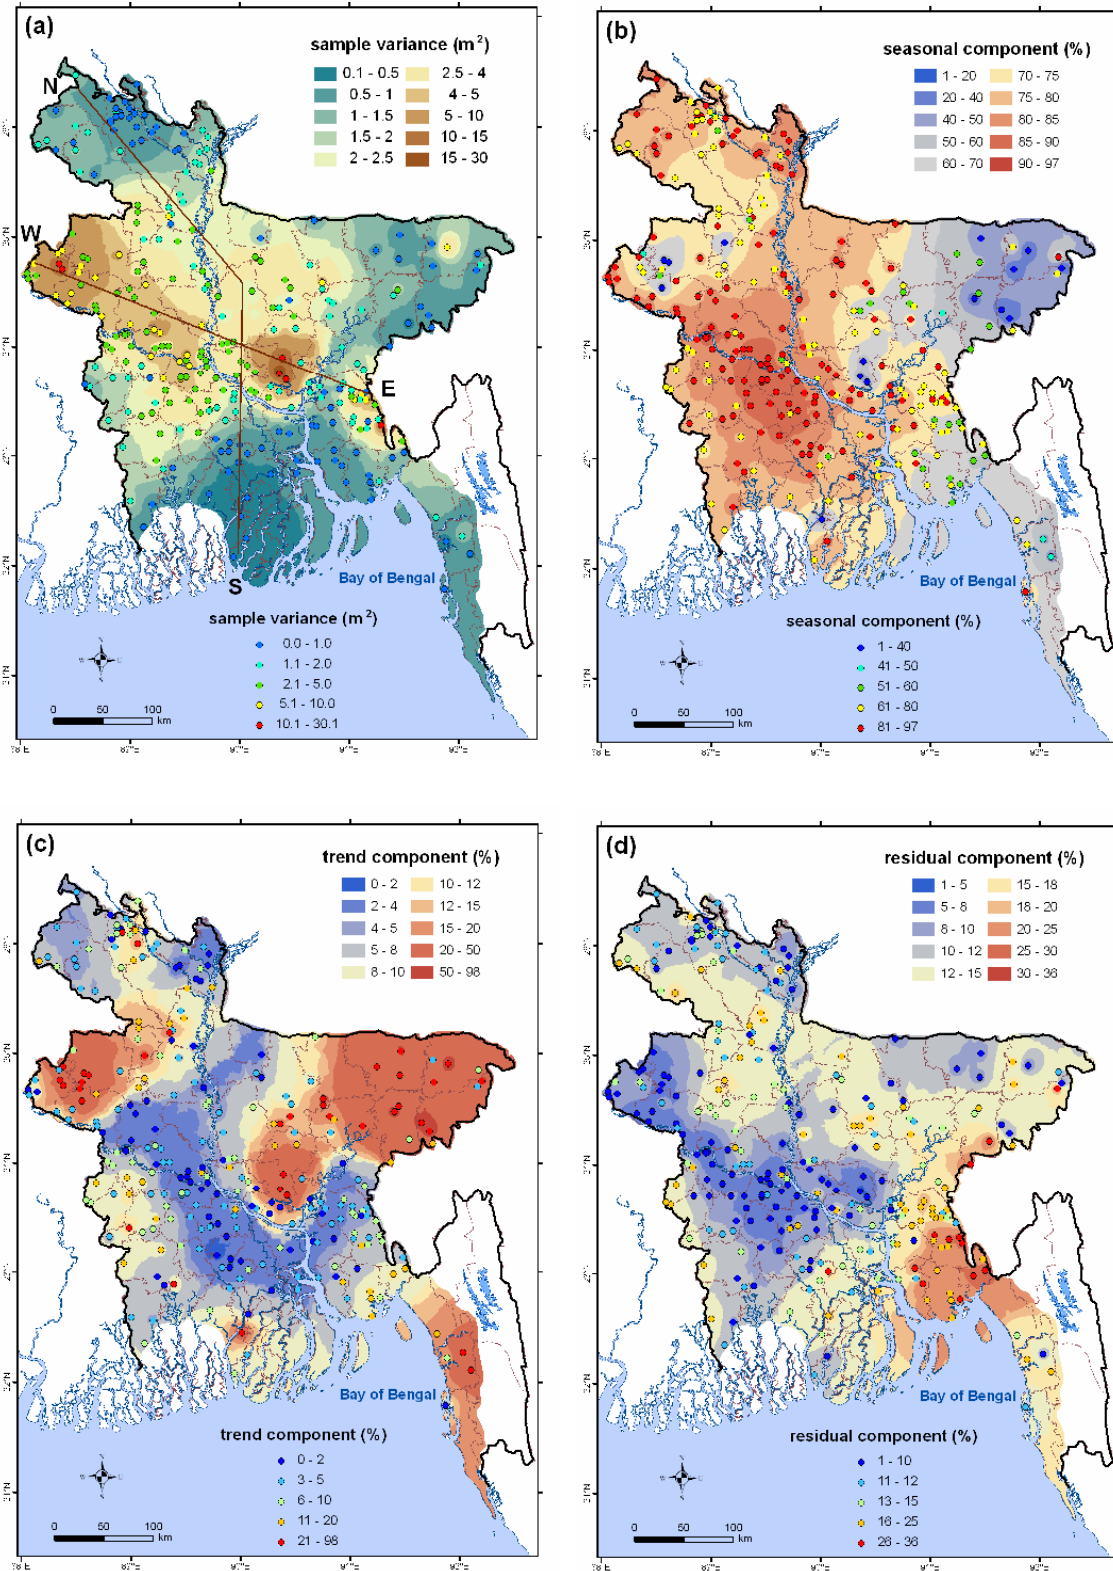 (a)
sample variance (m²)
0.1 - 0.5 2.5 - 4
0.5 - 1 4 - 5
1 - 1.5 5 - 10
1.5 - 2 10 - 15
2 - 2.5 15 - 30
N
W
E
S
Bay of Bengal
sample variance (m²)
0.0 - 1.0
1.1 - 2.0
2.1 - 5.0
5.1 - 10.0
10.1 - 30.1
0 50 100
km
(b)
seasonal component (%)
1 - 20 70 - 75
20 - 40 75 - 80
40 - 50 80 - 85
50 - 60 85 - 90
60 - 70 90 - 97
Bay of Bengal
seasonal component (%)
1 - 40
41 - 50
51 - 60
61 - 80
81 - 97
0 50 100
km
(c)
trend component (%)
0 - 2 10 - 12
2 - 4 12 - 15
4 - 5 15 - 20
5 - 8 20 - 50
8 - 10 50 - 98
Bay of Bengal
trend component (%)
0 - 2
3 - 5
6 - 10
11 - 20
21 - 98
0 50 100
km
(d)
residual component (%)
1 - 5 15 - 18
5 - 8 18 - 20
8 - 10 20 - 25
10 - 12 25 - 30
12 - 15 30 - 36
Bay of Bengal
residual component (%)
1 - 10
11 - 12
13 - 15
16 - 25
26 - 36
0 50 100
km